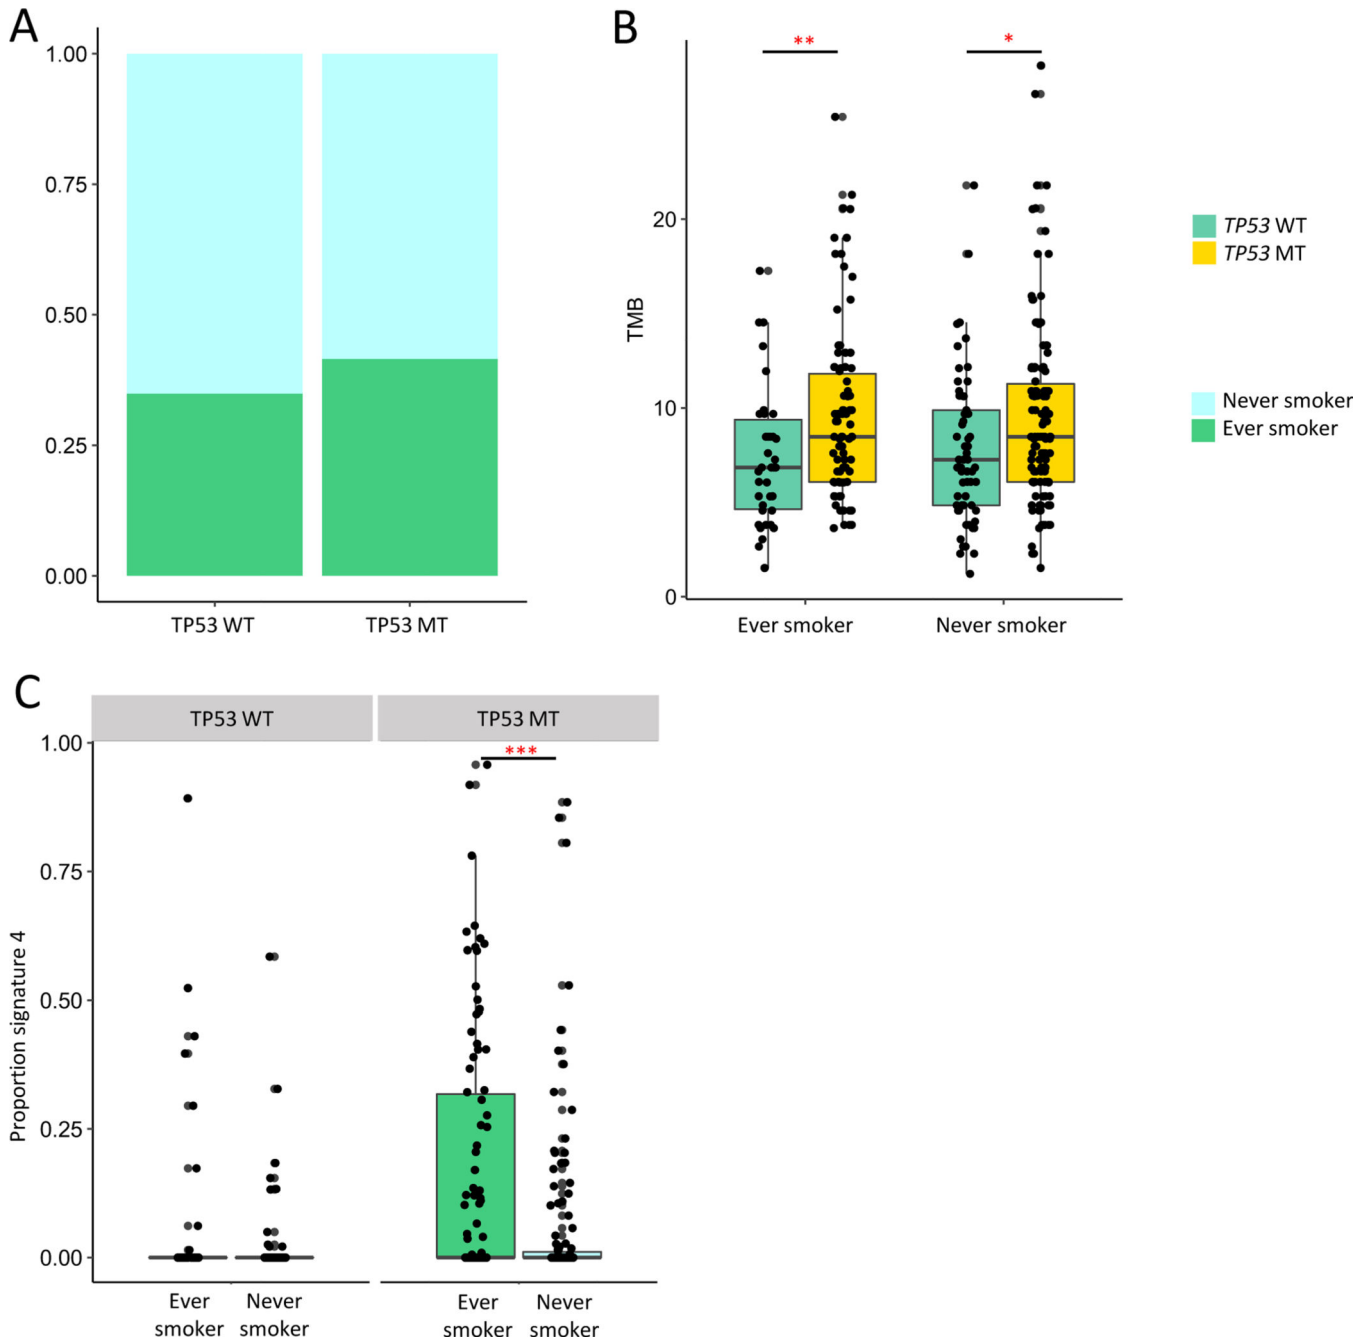 A
1.00
0.75
0.50
0.25
0.00
TP53 WT
TP53 MT
B
**
*
TMB
20
10
0
Ever smoker
Never smoker
TP53 WT
TP53 MT
Never smoker
Ever smoker
C
TP53 WT
TP53 MT
***
Proportion signature 4
1.00
0.75
0.50
0.25
0.00
Ever
smoker
Never
smoker
Ever
smoker
Never
smoker